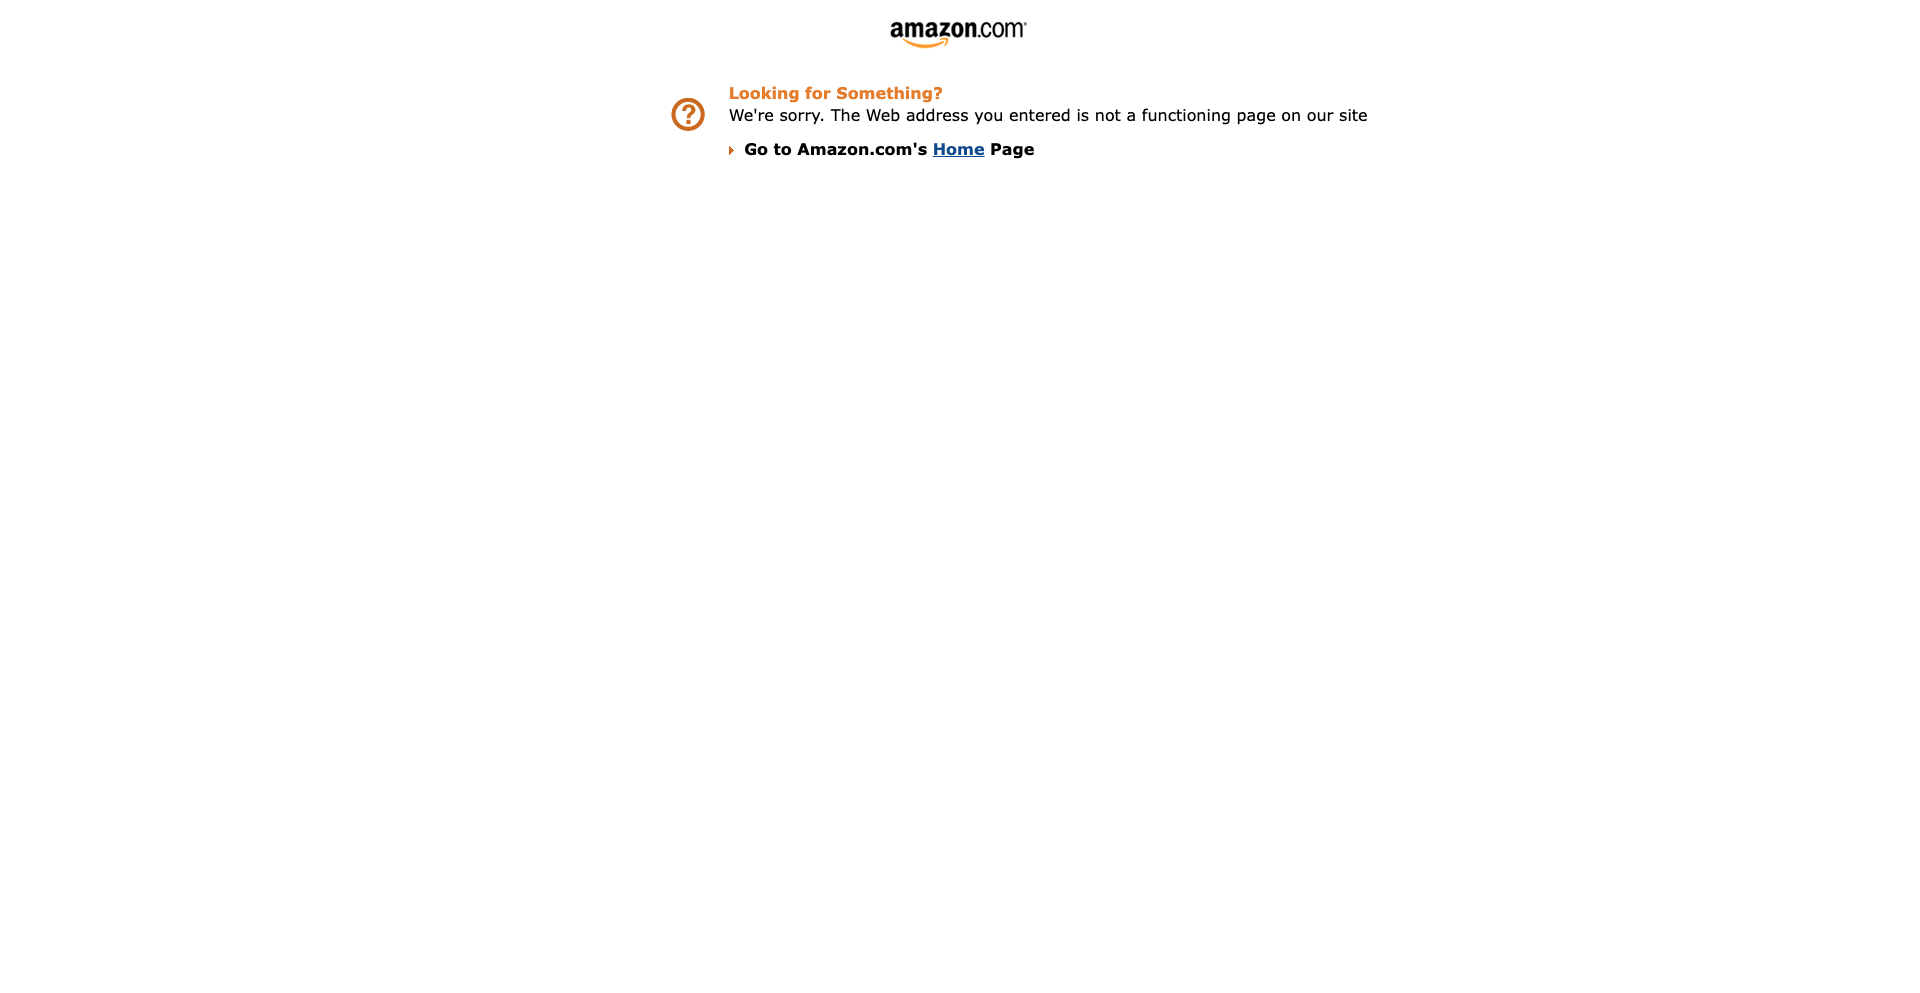 amazon.com
Looking for Something?
We're sorry. The Web address you entered is not a functioning page on our site
Go to Amazon.com's Home Page